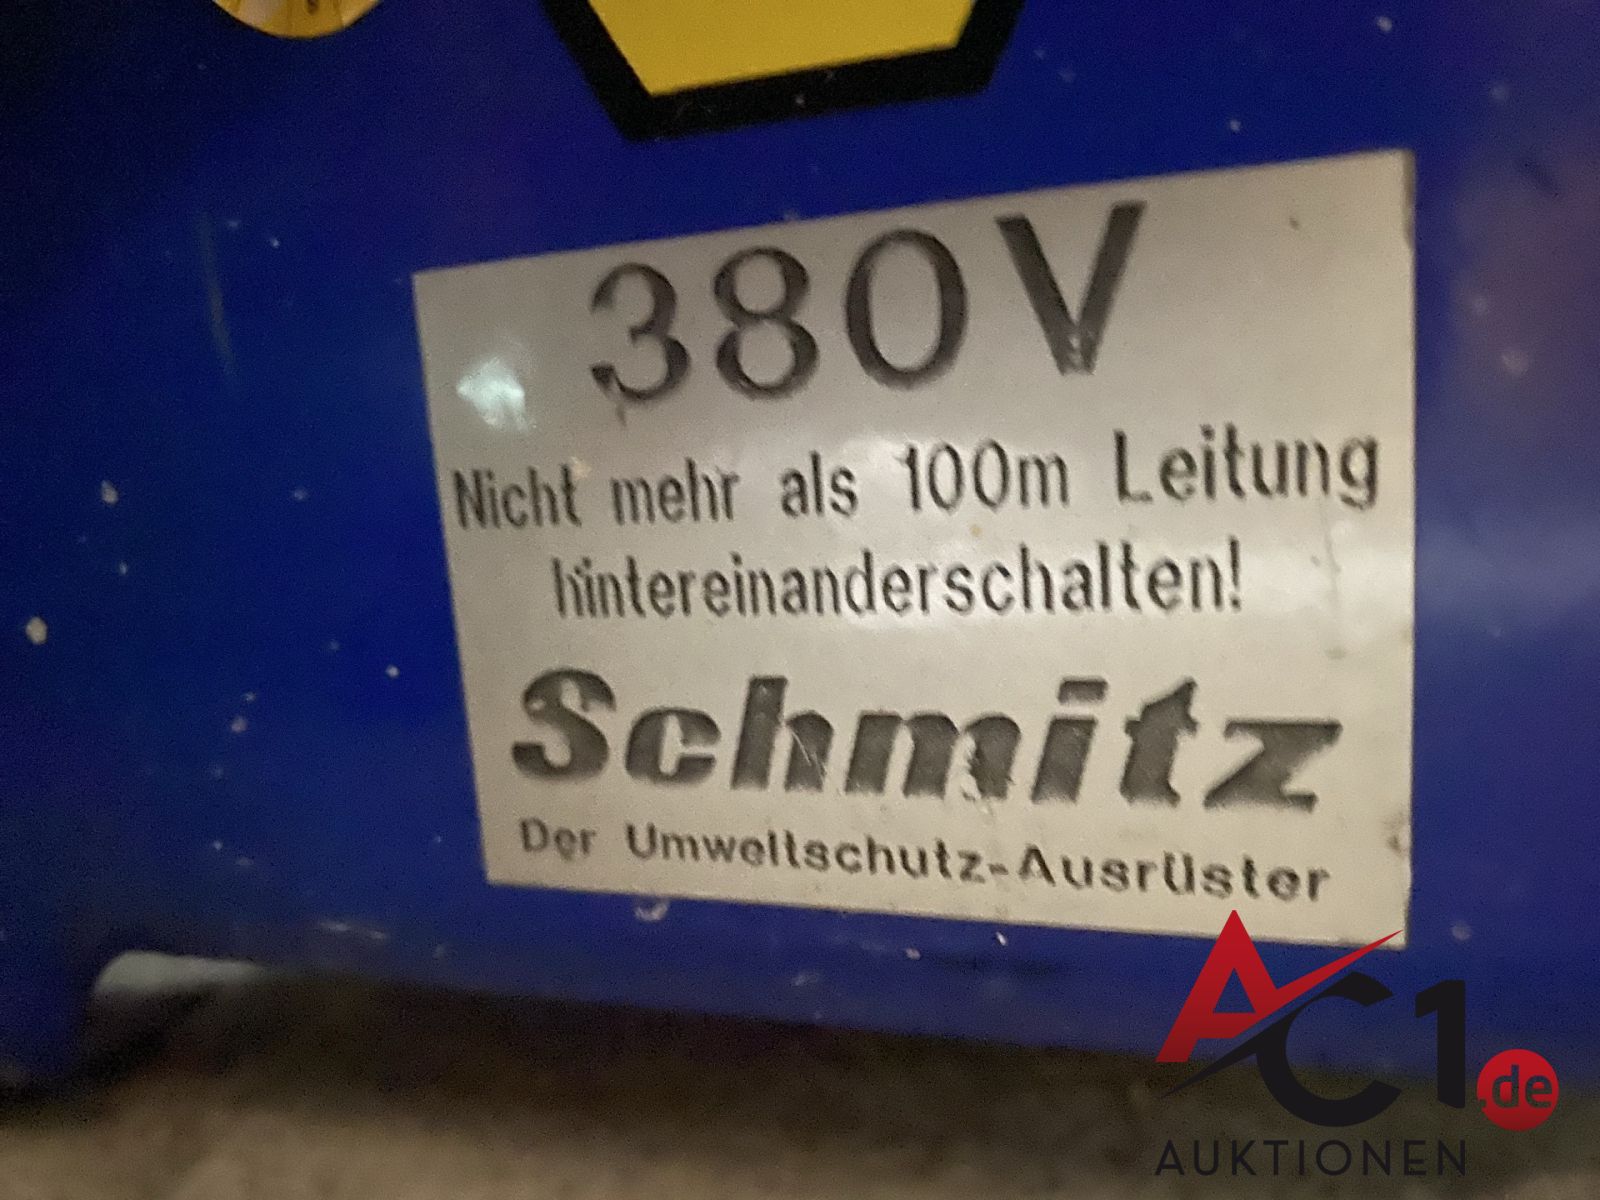 380V
Nicht mehr als 100m Leitung
hintereinanderschalten!
Schmitz
Der Umweltschutz-Ausrüster
AC1.de
AUKTIONEN